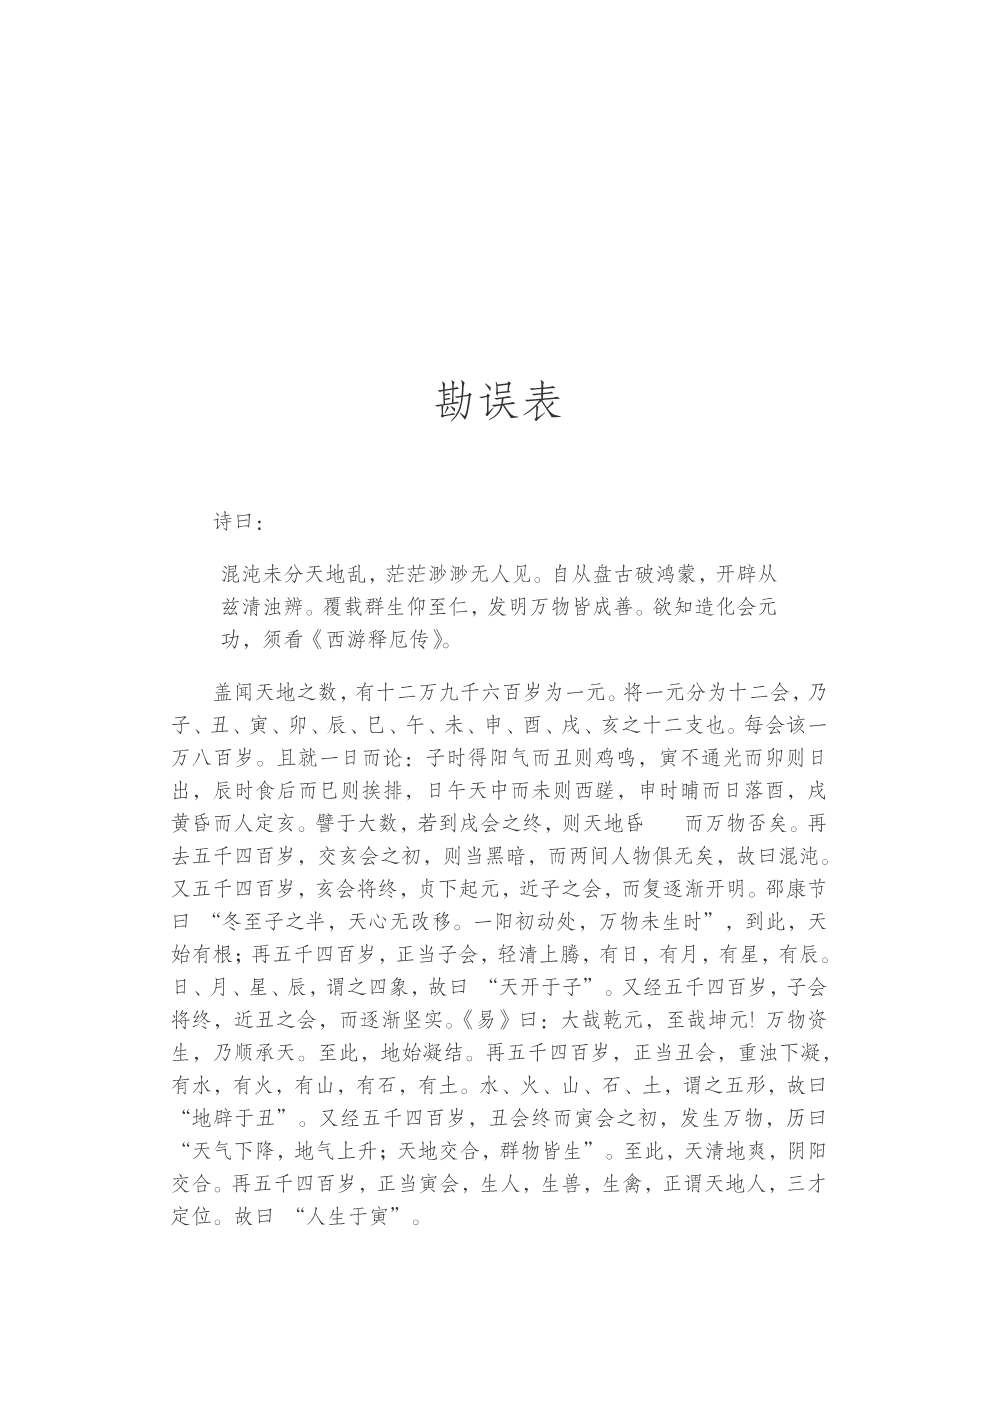 勘误表
诗曰：
混沌未分天地乱，茫茫渺渺无人见。自从盘古破鸿蒙，开辟从
兹清浊辨。覆载群生仰至仁，发明万物皆成善。欲知造化会元
功，须看《西游释厄传》。
盖闻天地之数，有十二万九千六百岁为一元。将一元分为十二会，乃
子、丑、寅、卯、辰、巳、午、未、申、酉、戌、亥之十二支也。每会该一
万八百岁。且就一日而论：子时得阳气而丑则鸡鸣，寅不通光而卯则日
出，辰时食后而巳则挨排，日午天中而未则西蹉，申时晡而日落酉，戌
黄昏而人定亥。譬于大数，若到戌会之终，则天地昏　　而万物否矣。再
去五千四百岁，交亥会之初，则当黑暗，而两间人物俱无矣，故曰混沌。
又五千四百岁，亥会将终，贞下起元，近子之会，而复逐渐开明。邵康节
曰 “冬至子之半，天心无改移。一阳初动处，万物未生时”，到此，天
始有根；再五千四百岁，正当子会，轻清上腾，有日，有月，有星，有辰。
日、月、星、辰，谓之四象，故曰 “天开于子”。又经五千四百岁，子会
将终，近丑之会，而逐渐坚实。《易》曰：大哉乾元，至哉坤元！万物资
生，乃顺承天。至此，地始凝结。再五千四百岁，正当丑会，重浊下凝，
有水，有火，有山，有石，有土。水、火、山、石、土，谓之五形，故曰
“地辟于丑”。又经五千四百岁，丑会终而寅会之初，发生万物，历曰
“天气下降，地气上升；天地交合，群物皆生”。至此，天清地爽，阴阳
交合。再五千四百岁，正当寅会，生人，生兽，生禽，正谓天地人，三才
定位。故曰 “人生于寅”。